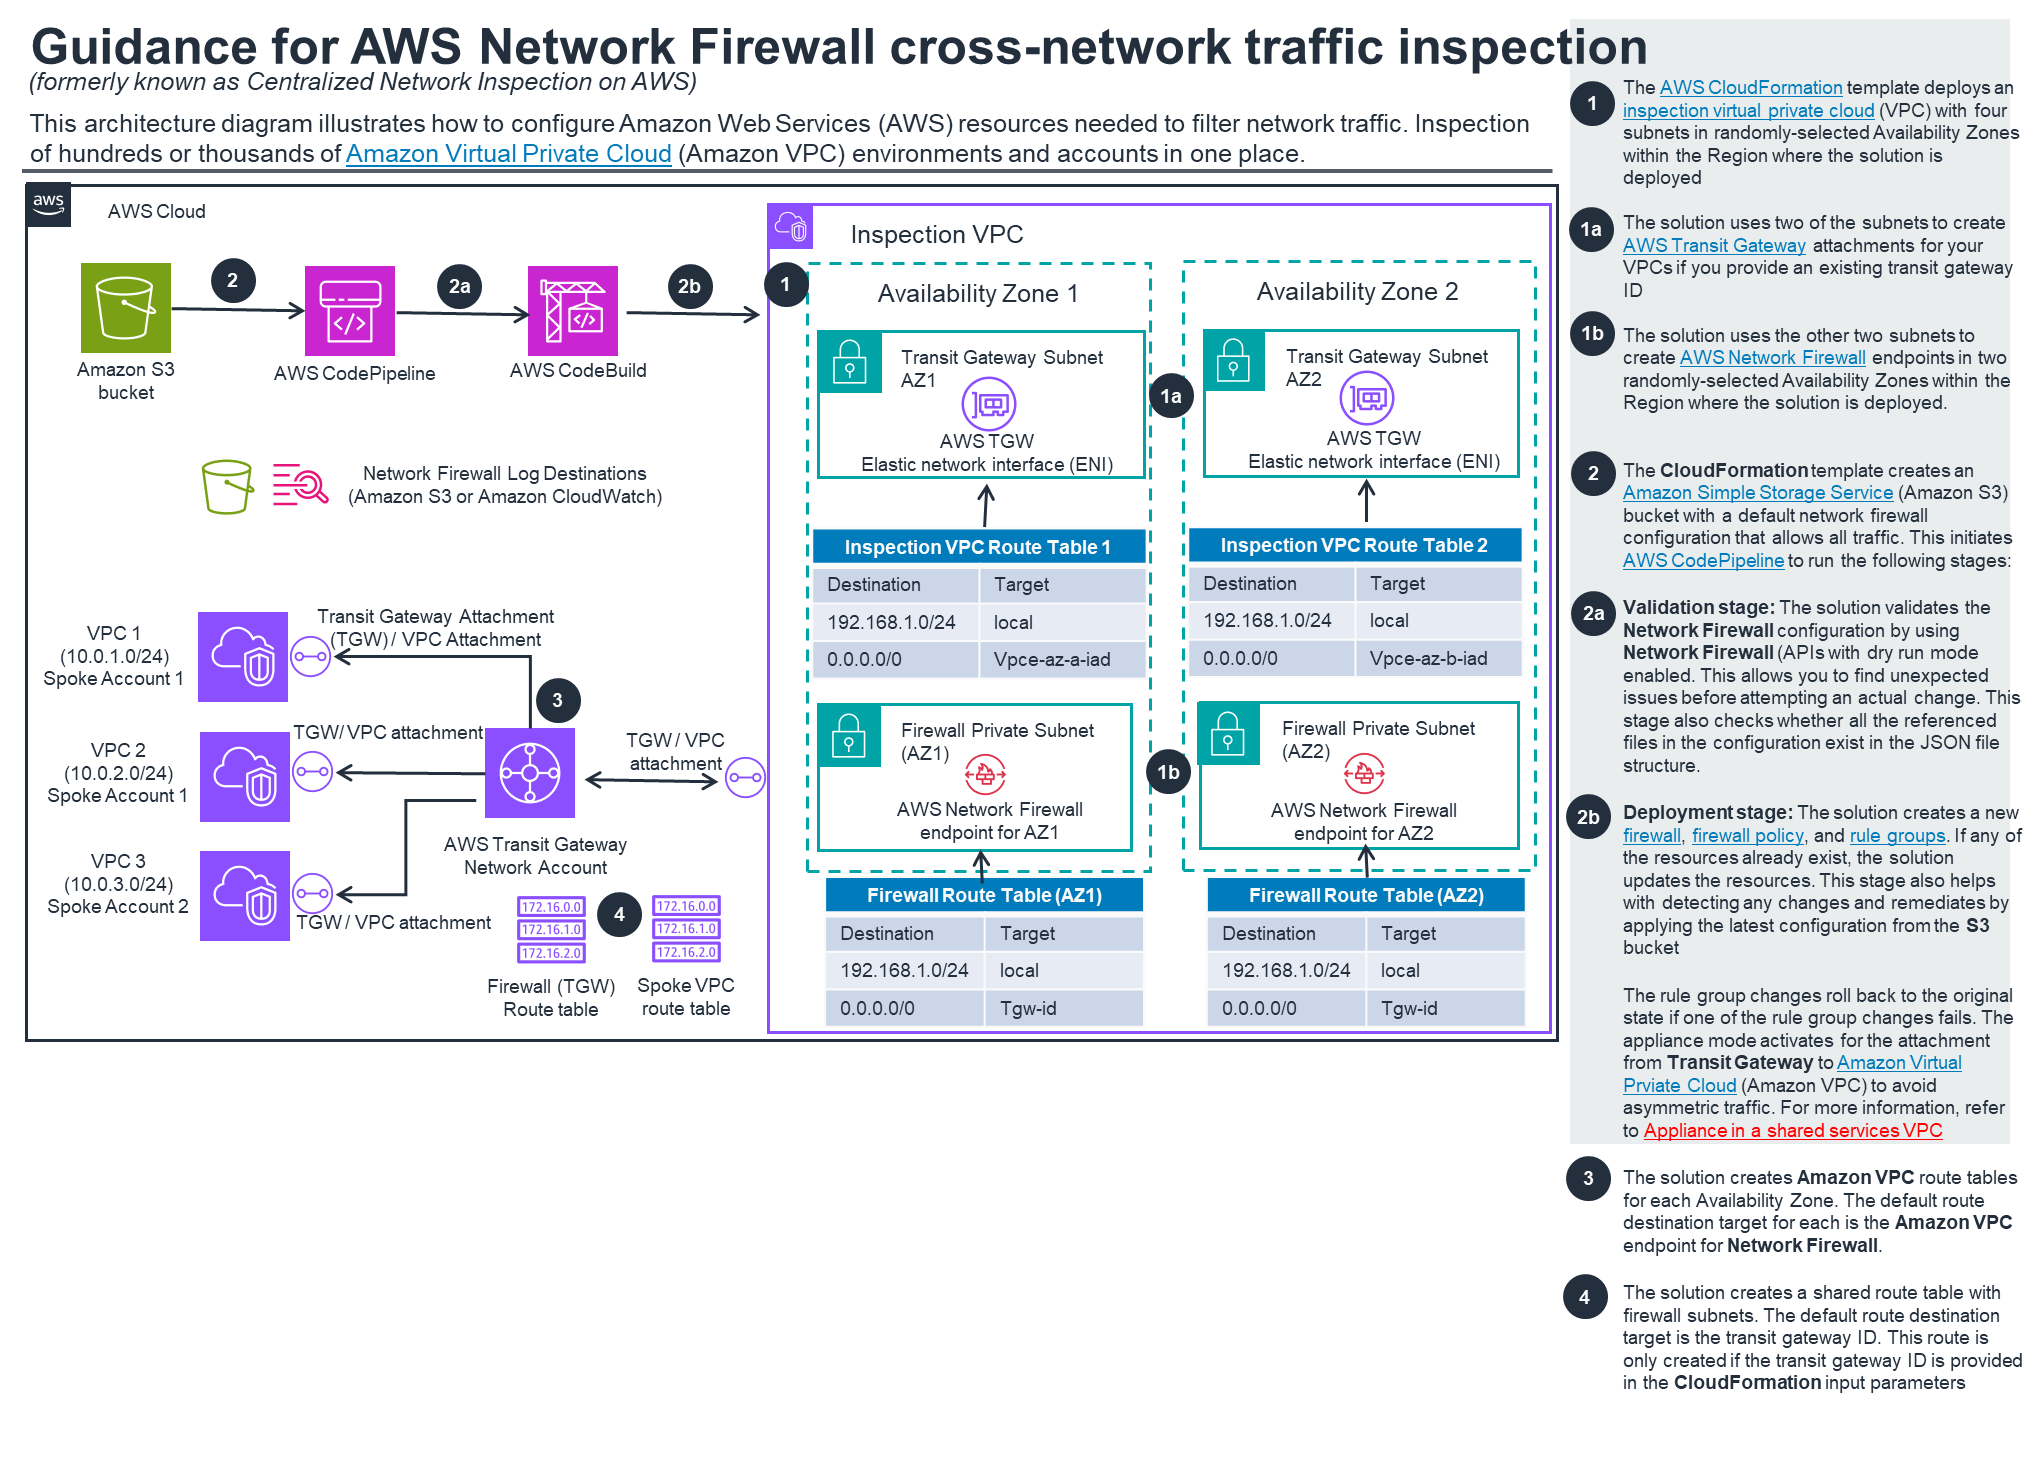 Guidance for AWS Network Firewall cross-network traffic inspection
(formerly known as Centralized Network Inspection on AWS)
This architecture diagram illustrates how to configure Amazon Web Services (AWS) resources needed to filter network traffic. Inspection
of hundreds or thousands of Amazon Virtual Private Cloud (Amazon VPC) environments and accounts in one place.
aws
AWS Cloud
2
2a
2b
Amazon S3
bucket
AWS CodePipeline
AWS CodeBuild
Network Firewall Log Destinations
(Amazon S3 or Amazon CloudWatch)
VPC 1
(10.0.1.0/24)
Spoke Account 1
Transit Gateway Attachment
(TGW) / VPC Attachment
3
VPC 2
(10.0.2.0/24)
Spoke Account 1
TGW/ VPC attachment
TGW / VPC
attachment
AWS Transit Gateway
Network Account
VPC 3
(10.0.3.0/24)
Spoke Account 2
TGW / VPC attachment
172.16.0.0
172.16.1.0
172.16.2.0
4
172.16.0.0
172.16.1.0
172.16.2.0
Firewall (TGW)
Route table
Spoke VPC
route table
Inspection VPC
1
Availability Zone 1
Transit Gateway Subnet
AZ1
AWS TGW
Elastic network interface (ENI)
1a
Availability Zone 2
Transit Gateway Subnet
AZ2
AWS TGW
Elastic network interface (ENI)
Inspection VPC Route Table 1
Destination Target
192.168.1.0/24 local
0.0.0.0/0 Vpce-az-a-iad
Inspection VPC Route Table 2
Destination Target
192.168.1.0/24 local
0.0.0.0/0 Vpce-az-b-iad
Firewall Private Subnet
(AZ1)
AWS Network Firewall
endpoint for AZ1
1b
Firewall Private Subnet
(AZ2)
AWS Network Firewall
endpoint for AZ2
Firewall Route Table (AZ1)
Destination Target
192.168.1.0/24 local
0.0.0.0/0 Tgw-id
Firewall Route Table (AZ2)
Destination Target
192.168.1.0/24 local
0.0.0.0/0 Tgw-id
1
The AWS CloudFormation template deploys an
inspection virtual private cloud (VPC) with four
subnets in randomly-selected Availability Zones
within the Region where the solution is
deployed
1a
The solution uses two of the subnets to create
AWS Transit Gateway attachments for your
VPCs if you provide an existing transit gateway
ID
1b
The solution uses the other two subnets to
create AWS Network Firewall endpoints in two
randomly-selected Availability Zones within the
Region where the solution is deployed.
2
The CloudFormation template creates an
Amazon Simple Storage Service (Amazon S3)
bucket with a default network firewall
configuration that allows all traffic. This initiates
AWS CodePipeline to run the following stages:
2a
Validation stage: The solution validates the
Network Firewall configuration by using
Network Firewall (APIs with dry run mode
enabled. This allows you to find unexpected
issues before attempting an actual change. This
stage also checks whether all the referenced
files in the configuration exist in the JSON file
structure.
2b
Deployment stage: The solution creates a new
firewall, firewall policy, and rule groups. If any of
the resources already exist, the solution
updates the resources. This stage also helps
with detecting any changes and remediates by
applying the latest configuration from the S3
bucket
The rule group changes roll back to the original
state if one of the rule group changes fails. The
appliance mode activates for the attachment
from Transit Gateway to Amazon Virtual
Prviate Cloud (Amazon VPC) to avoid
asymmetric traffic. For more information, refer
to Appliance in a shared services VPC
3
The solution creates Amazon VPC route tables
for each Availability Zone. The default route
destination target for each is the Amazon VPC
endpoint for Network Firewall.
4
The solution creates a shared route table with
firewall subnets. The default route destination
target is the transit gateway ID. This route is
only created if the transit gateway ID is provided
in the CloudFormation input parameters